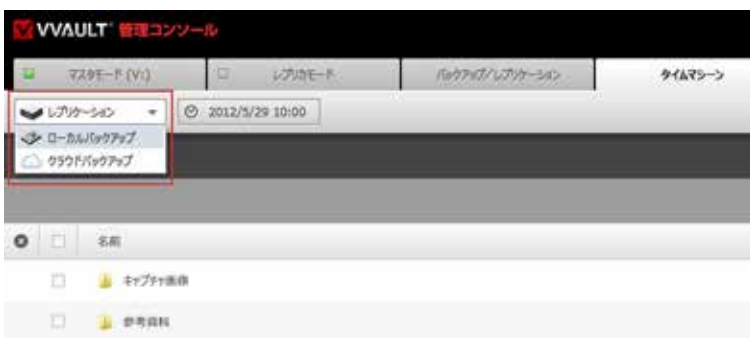 VVAULT 管理コンソール
マスタモード (V:) レプリカモード バックアップ/レプリケーション タイムマシーン
レプリケーション 2012/5/29 10:00
ローカルバックアップ
クラウドバックアップ
名前
キャプチャ画像
参考資料